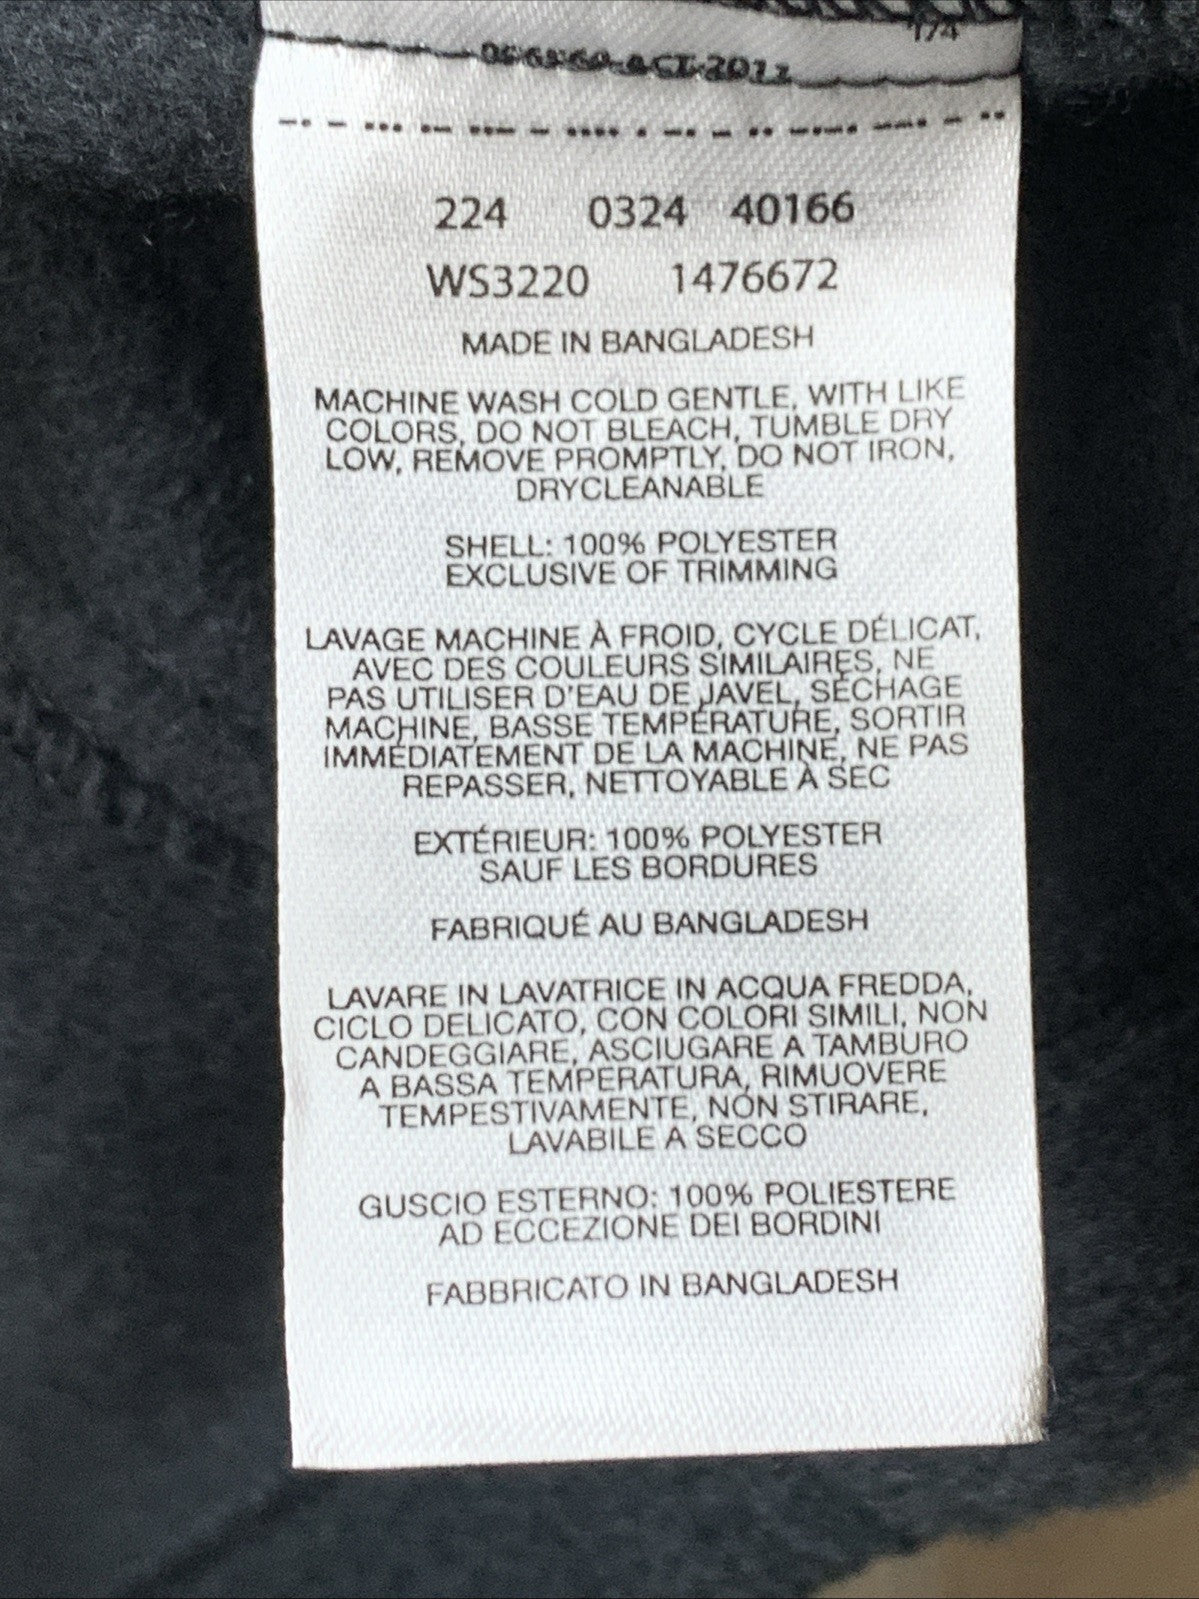 174
224 0324 40166
WS3220 1476672
MADE IN BANGLADESH
MACHINE WASH COLD GENTLE, WITH LIKE
COLORS, DO NOT BLEACH, TUMBLE DRY
LOW, REMOVE PROMPTLY, DO NOT IRON,
DRYCLEANABLE
SHELL: 100% POLYESTER
EXCLUSIVE OF TRIMMING
LAVAGE MACHINE À FROID, CYCLE DÉLICAT,
AVEC DES COULEURS SIMILAIRES, NE
PAS UTILISER D'EAU DE JAVEL, SÉCHAGE
MACHINE, BASSE TEMPÉRATURE, SORTIR
IMMÉDIATEMENT DE LA MACHINE, NE PAS
REPASSER, NETTOYABLE À SEC
EXTÉRIEUR: 100% POLYESTER
SAUF LES BORDURES
FABRIQUÉ AU BANGLADESH
LAVARE IN LAVATRICE IN ACQUA FREDDA,
CICLO DELICATO, CON COLORI SIMILI, NON
CANDEGGIARE, ASCIUGARE A TAMBURO
A BASSA TEMPERATURA, RIMUOVERE
TEMPESTIVAMENTE, NON STIRARE,
LAVABILE A SECCO
GUSCIO ESTERNO: 100% POLIESTERE
AD ECCEZIONE DEI BORDINI
FABBRICATO IN BANGLADESH